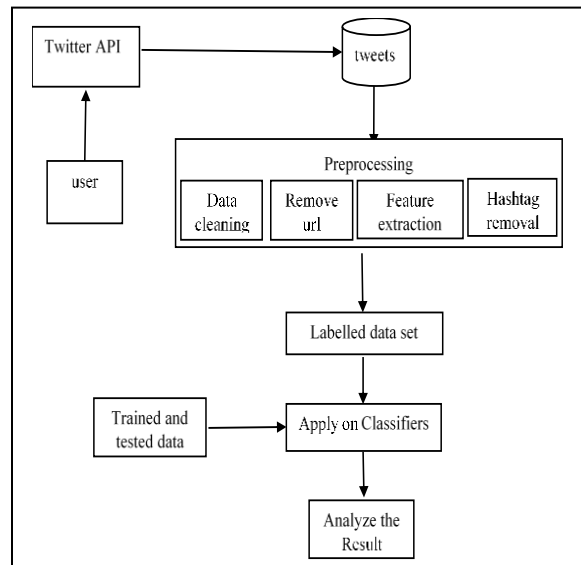 Twitter API
tweets
user
Preprocessing
Data
cleaning
Remove
url
Feature
extraction
Hashtag
removal
Labelled data set
Trained and
tested data
Apply on Classifiers
Analyze the
Result